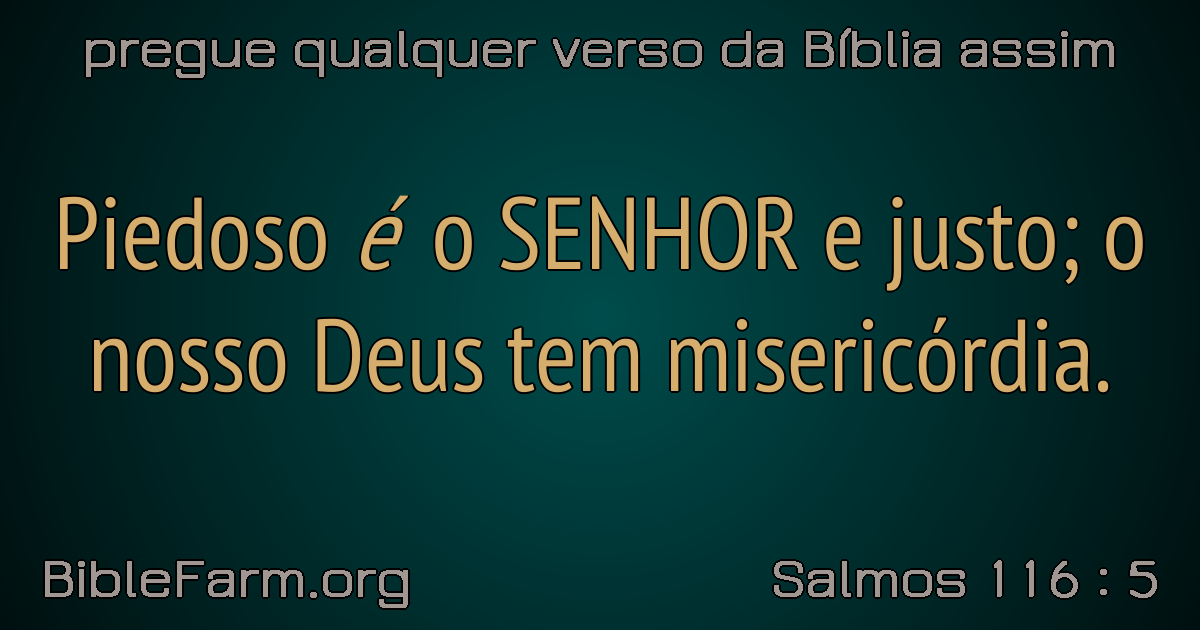 pregue qualquer verso da Bíblia assim
Piedoso é o SENHOR e justo; o
nosso Deus tem misericórdia.
BibleFarm.org
Salmos 116 : 5